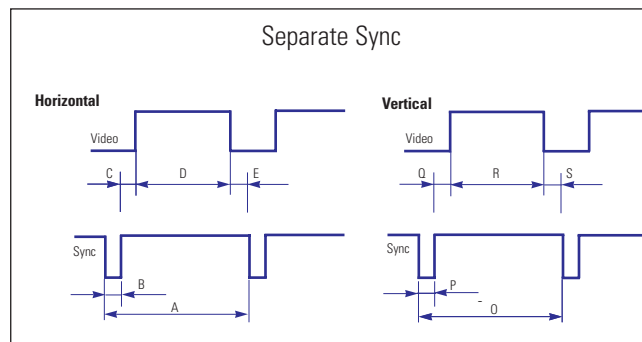 Separate Sync
Horizontal
Video
C
D
E
Sync
B
A
Vertical
Video
Q
R
S
Sync
P
-
O